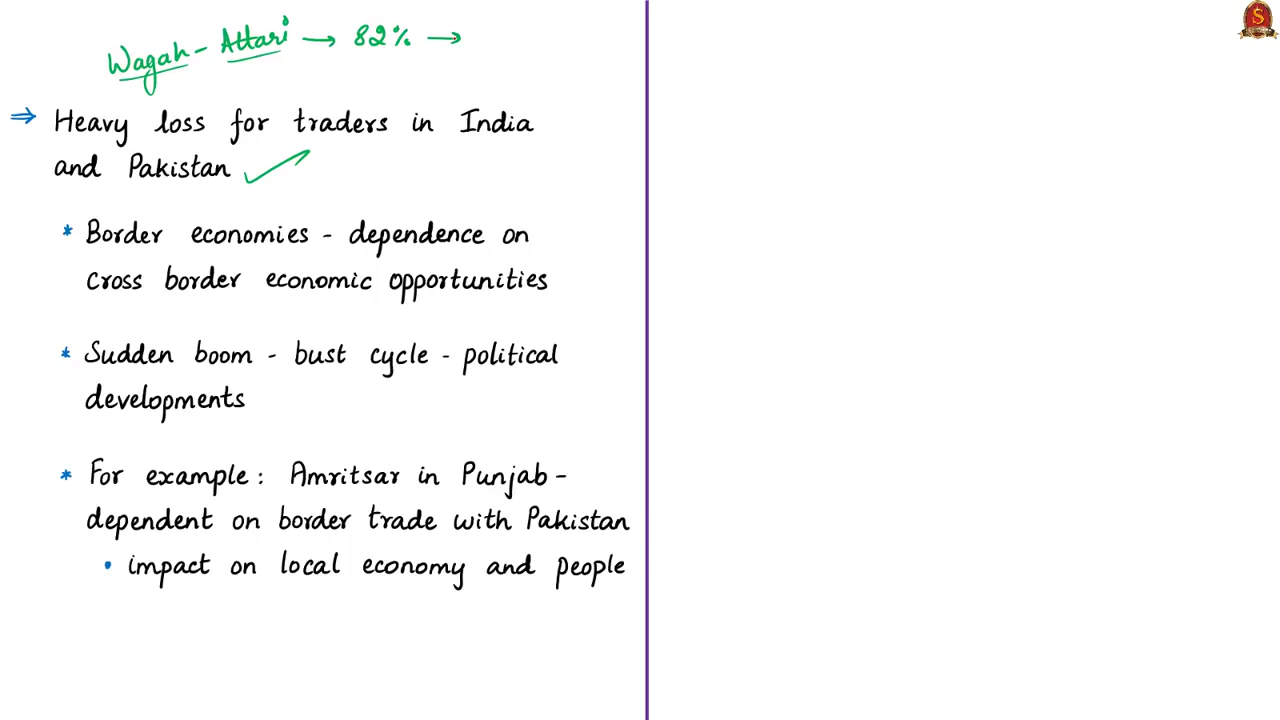 Wagah - Attari → 82% →
⇒ Heavy loss for traders in India
and Pakistan ✓
* Border economies - dependence on
cross border economic opportunities
* Sudden boom - bust cycle - political
developments
* For example : Amritsar in Punjab -
dependent on border trade with Pakistan
• impact on local economy and people
S